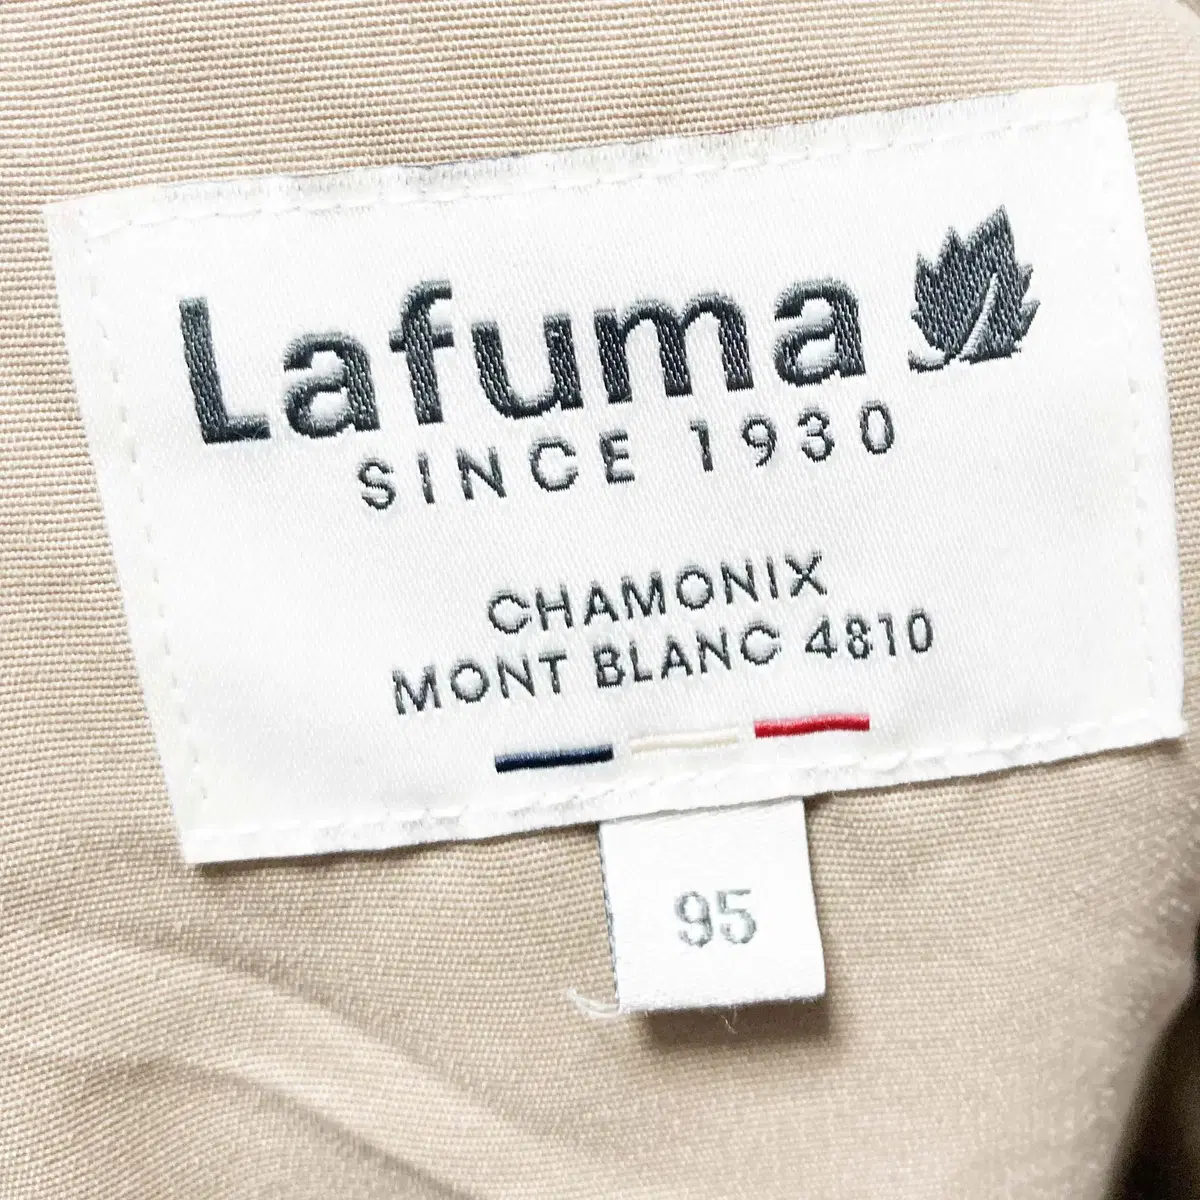 Lafuma
SINCE 1930
CHAMONIX
MONT BLANC 4810
95